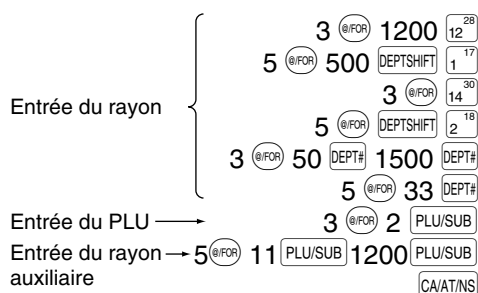 3 @/FOR 1200 12 28
5 @/FOR 500 DEPTSHIFT 1 17
3 @/FOR 14 30
Entrée du rayon
5 @/FOR DEPTSHIFT 2 18
3 @/FOR 50 DEPT# 1500 DEPT#
5 @/FOR 33 DEPT#
Entrée du PLU 3 @/FOR 2 PLU/SUB
Entrée du rayon 5 @/FOR 11 PLU/SUB 1200 PLU/SUB
auxiliaire
CA/AT/NS